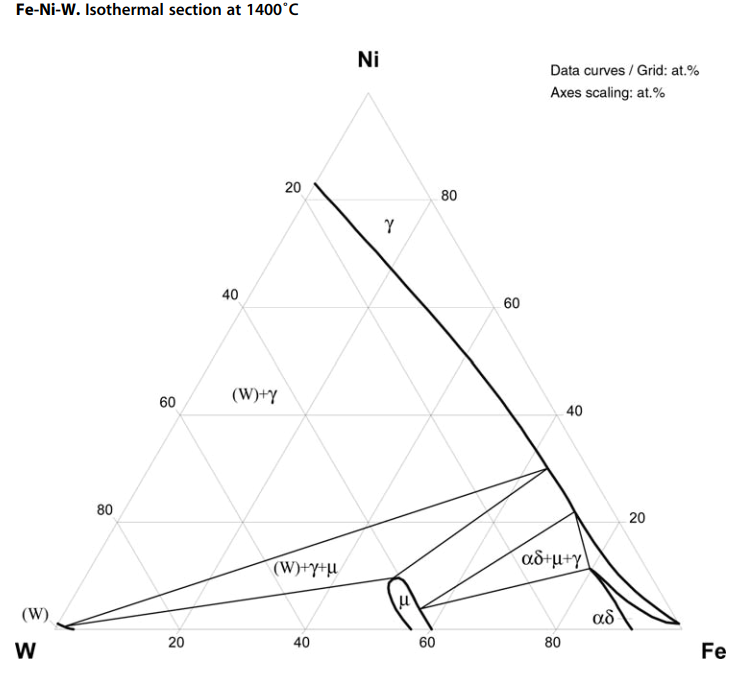 Fe-Ni-W. Isothermal section at 1400˚C
Ni
Data curves / Grid: at.%
Axes scaling: at.%
20
80
γ
40
60
(W)+γ
60
40
80
20
αδ+μ+γ
(W)+γ+μ
μ
(W)
αδ
W
20
40
60
80
Fe